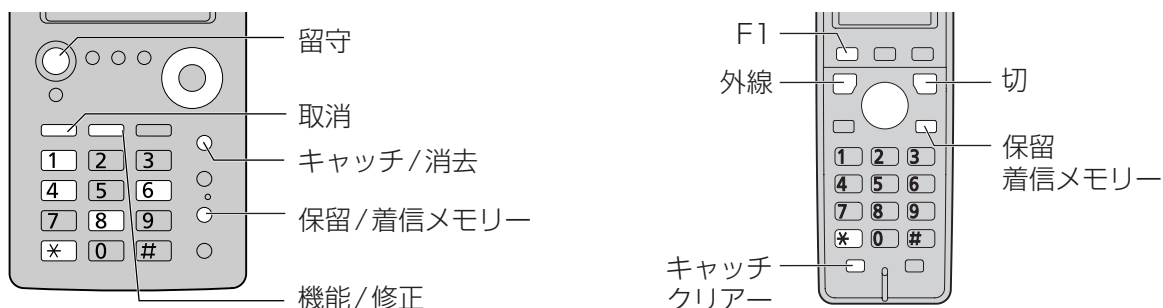 留守
取消
キャッチ/消去
保留/着信メモリー
機能/修正
1 2 3
4 5 6
7 8 9
* 0 #
F1
外線
切
保留
着信メモリー
キャッチ
クリアー
1 2 3
4 5 6
7 8 9
* 0 #